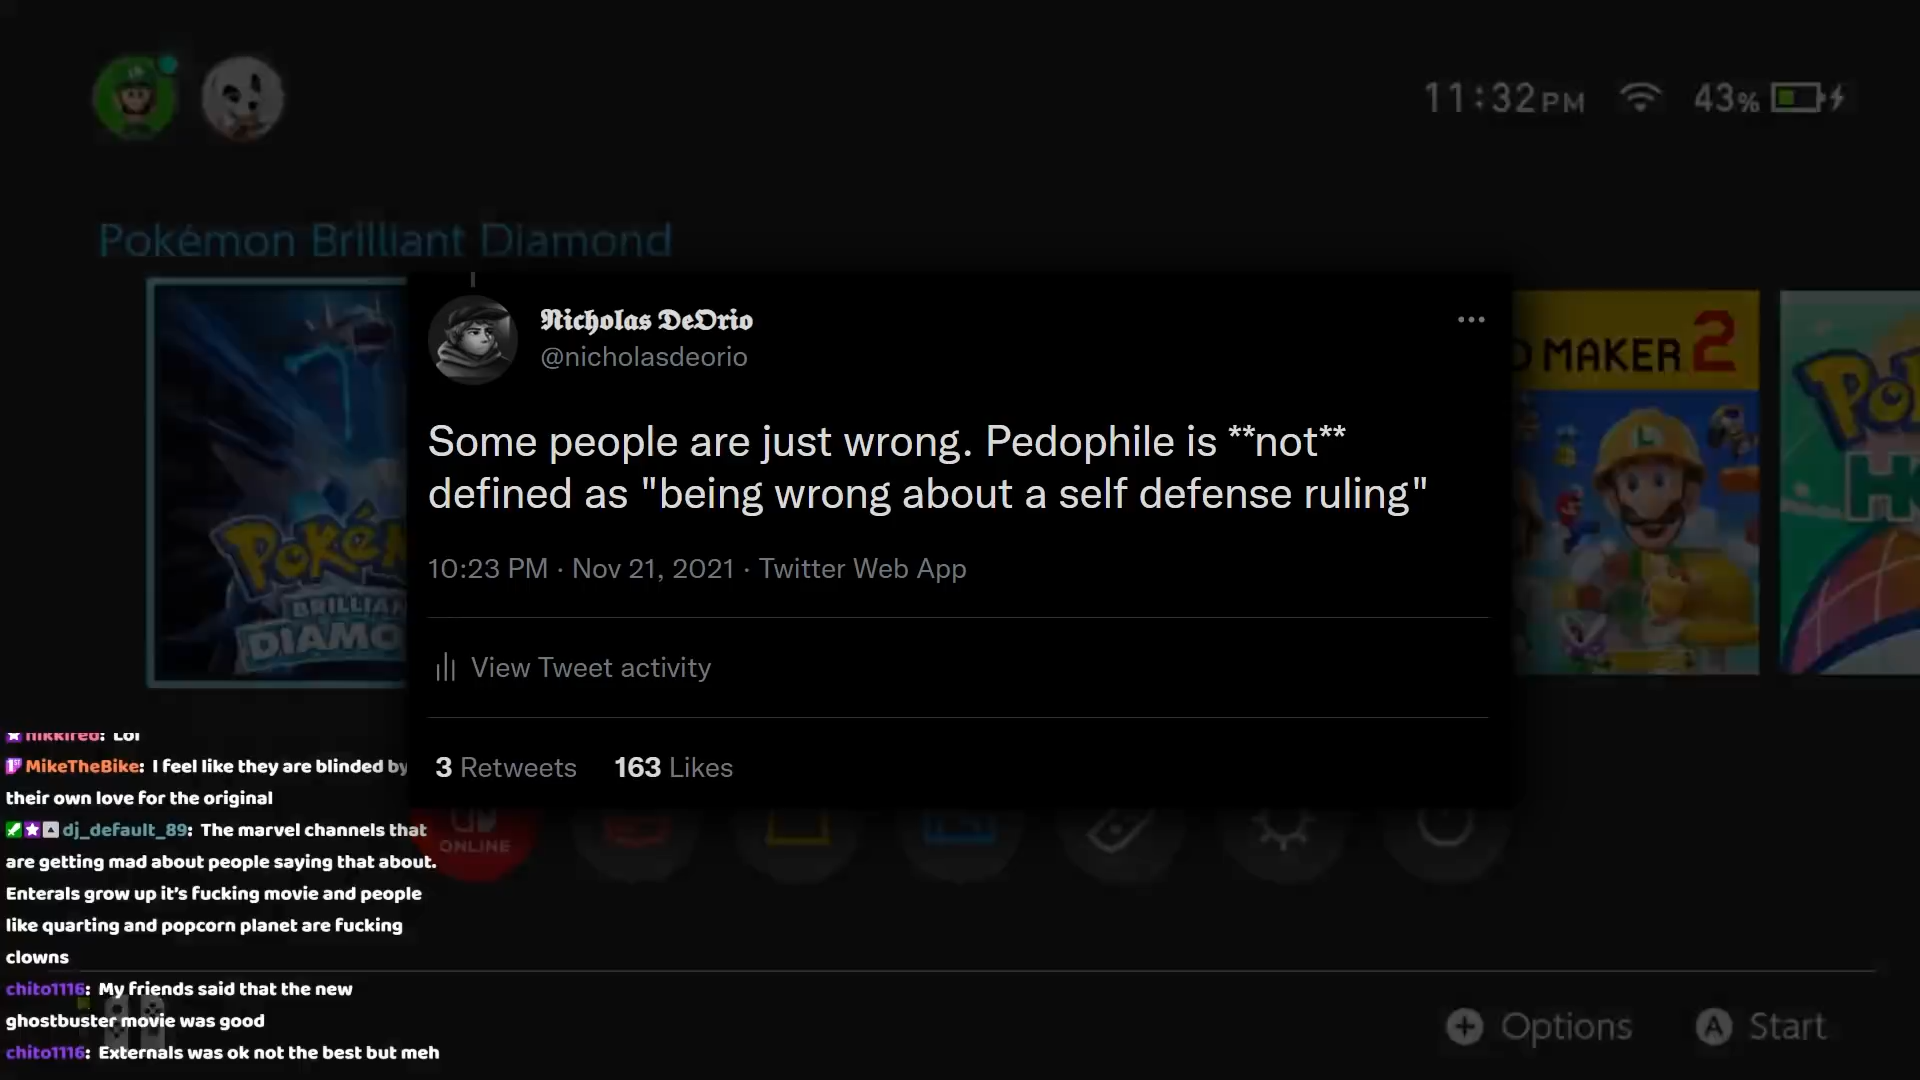 11:32 PM 43%
Pokémon Brilliant Diamond
Nicholas DeOrio
@nicholasdeorio
Some people are just wrong. Pedophile is **not**
defined as "being wrong about a self defense ruling"
10:23 PM · Nov 21, 2021 · Twitter Web App
View Tweet activity
3 Retweets 163 Likes
MAKER 2
ONLINE
nikkired: Lol
MikeTheBike: I feel like they are blinded by
their own love for the original
dj_default_89: The marvel channels that
are getting mad about people saying that about.
Enterals grow up it's fucking movie and people
like quarting and popcorn planet are fucking
clowns
chito1116: My friends said that the new
ghostbuster movie was good
chito1116: Externals was ok not the best but meh
+ Options A Start